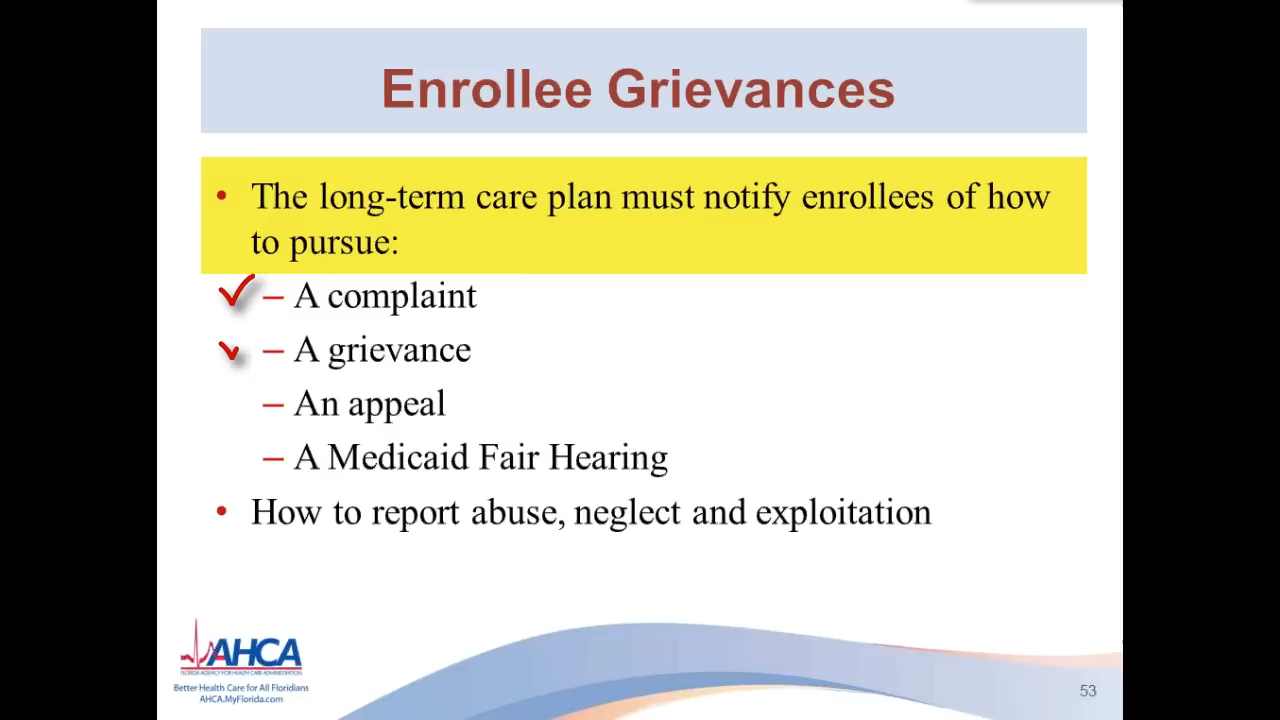 Enrollee Grievances
• The long-term care plan must notify enrollees of how
to pursue:
– A complaint
– A grievance
– An appeal
– A Medicaid Fair Hearing
• How to report abuse, neglect and exploitation
AHCA
FLORIDA AGENCY FOR HEALTH CARE ADMINISTRATION
Better Health Care for All Floridians
AHCA.MyFlorida.com
53